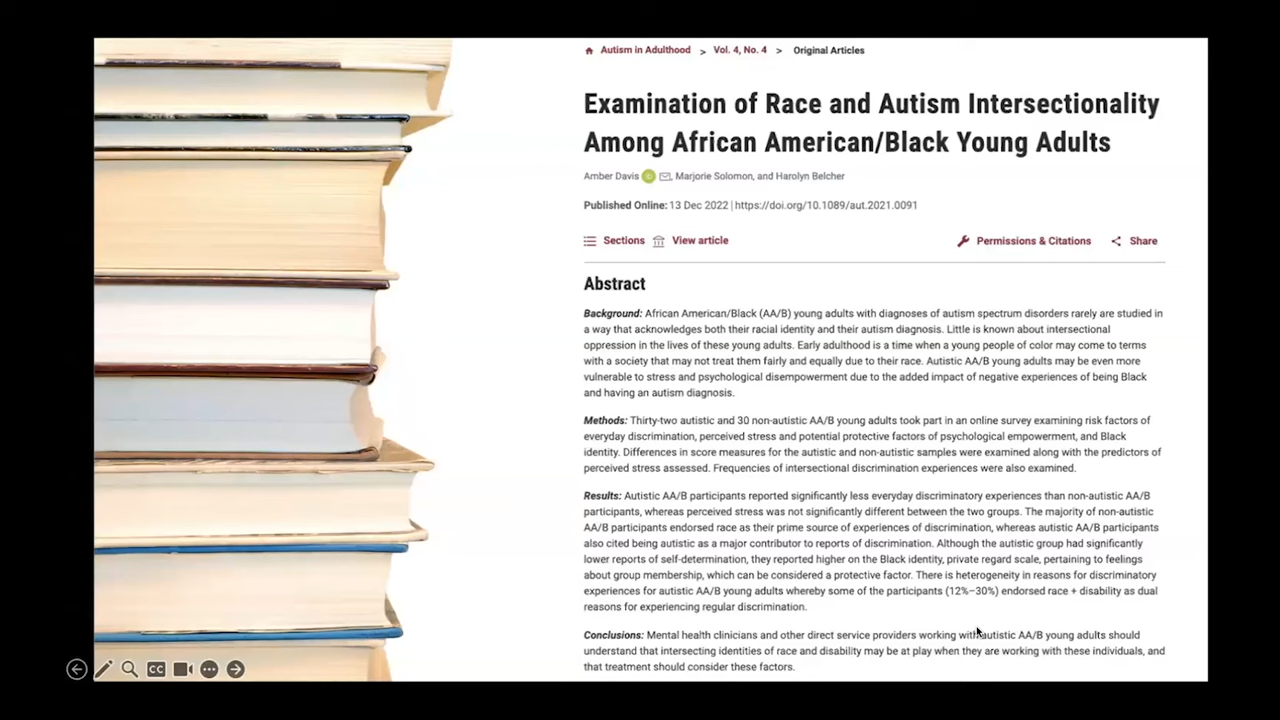 Autism in Adulthood > Vol. 4, No. 4 > Original Articles
Examination of Race and Autism Intersectionality
Among African American/Black Young Adults
Amber Davis iD , Marjorie Solomon, and Harolyn Belcher
Published Online: 13 Dec 2022 | https://doi.org/10.1089/aut.2021.0091
Sections View article Permissions & Citations Share
Abstract
Background: African American/Black (AA/B) young adults with diagnoses of autism spectrum disorders rarely are studied in
a way that acknowledges both their racial identity and their autism diagnosis. Little is known about intersectional
oppression in the lives of these young adults. Early adulthood is a time when a young people of color may come to terms
with a society that may not treat them fairly and equally due to their race. Autistic AA/B young adults may be even more
vulnerable to stress and psychological disempowerment due to the added impact of negative experiences of being Black
and having an autism diagnosis.
Methods: Thirty-two autistic and 30 non-autistic AA/B young adults took part in an online survey examining risk factors of
everyday discrimination, perceived stress and potential protective factors of psychological empowerment, and Black
identity. Differences in score measures for the autistic and non-autistic samples were examined along with the predictors of
perceived stress assessed. Frequencies of intersectional discrimination experiences were also examined.
Results: Autistic AA/B participants reported significantly less everyday discriminatory experiences than non-autistic AA/B
participants, whereas perceived stress was not significantly different between the two groups. The majority of non-autistic
AA/B participants endorsed race as their prime source of experiences of discrimination, whereas autistic AA/B participants
also cited being autistic as a major contributor to reports of discrimination. Although the autistic group had significantly
lower reports of self-determination, they reported higher on the Black identity, private regard scale, pertaining to feelings
about group membership, which can be considered a protective factor. There is heterogeneity in reasons for discriminatory
experiences for autistic AA/B young adults whereby some of the participants (12%–30%) endorsed race + disability as dual
reasons for experiencing regular discrimination.
Conclusions: Mental health clinicians and other direct service providers working with autistic AA/B young adults should
understand that intersecting identities of race and disability may be at play when they are working with these individuals, and
that treatment should consider these factors.
CC